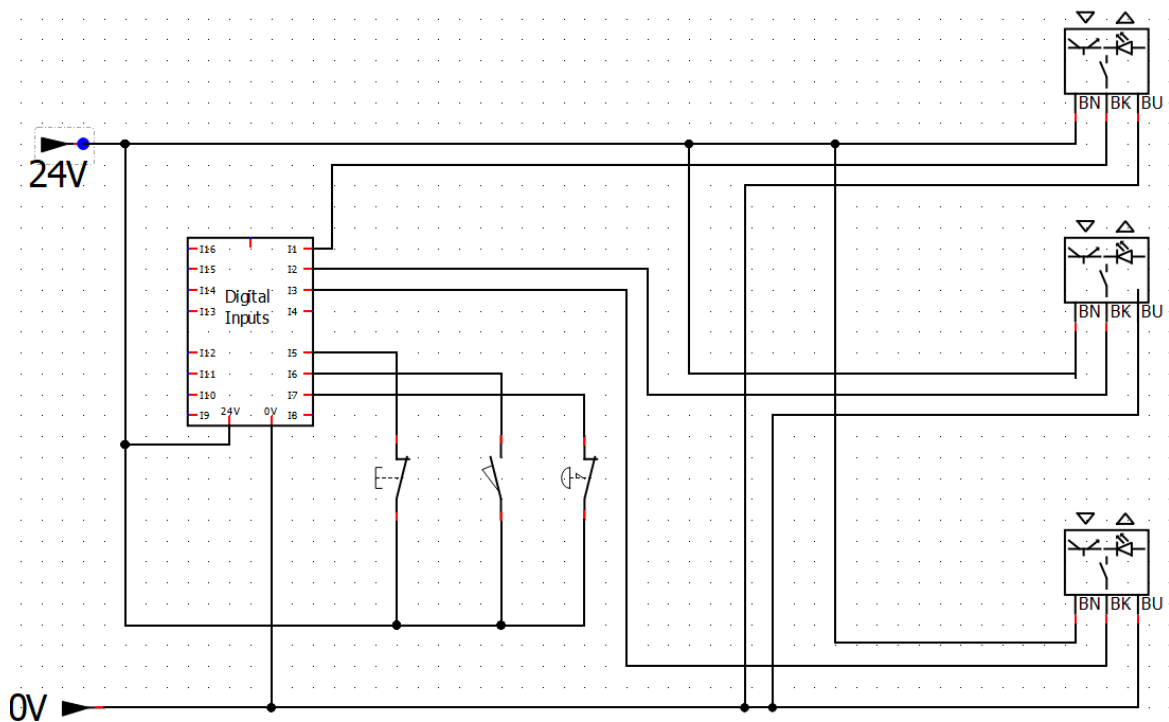 BN BK BU
24V
I16 I1
I15 I2
I14 Digital I3
I13 Inputs I4
BN BK BU
I12 I5
I11 I6
I10 I7
I9 24V 0V I8
BN BK BU
0V